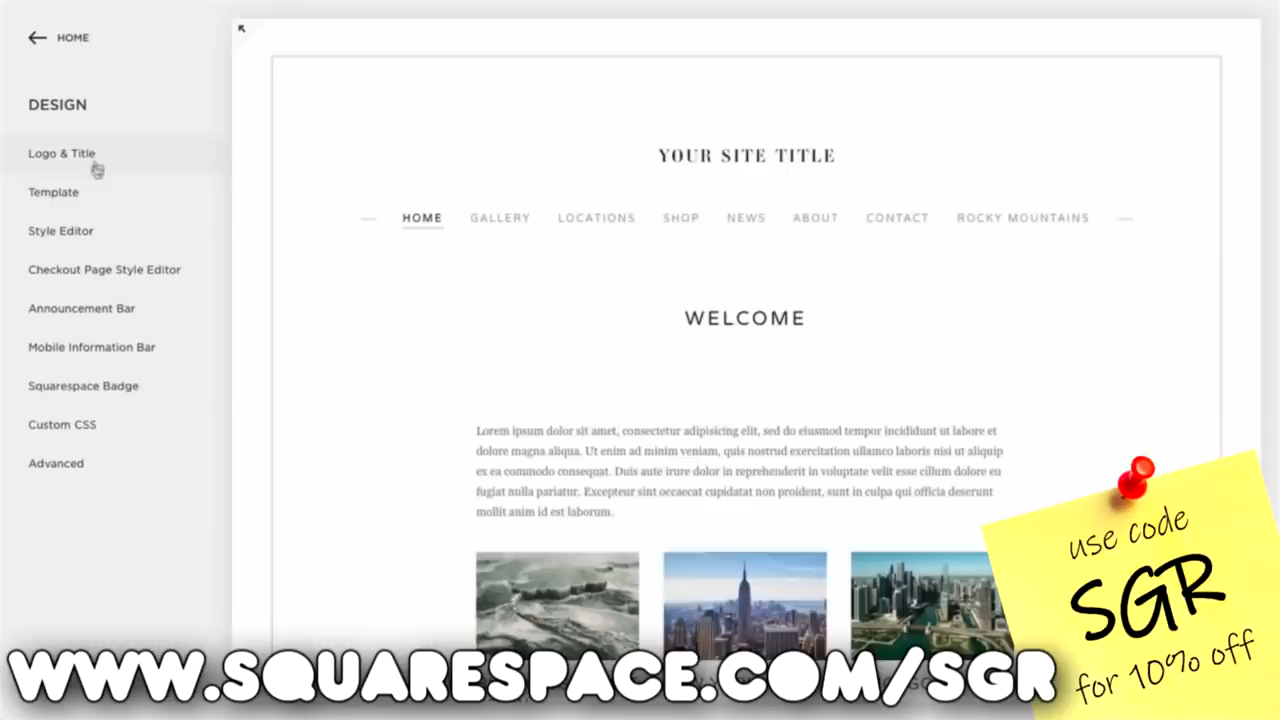 HOME
DESIGN
Logo & Title
Template
Style Editor
Checkout Page Style Editor
Announcement Bar
Mobile Information Bar
Squarespace Badge
Custom CSS
Advanced
YOUR SITE TITLE
HOME GALLERY LOCATIONS SHOP NEWS ABOUT CONTACT ROCKY MOUNTAINS
WELCOME
Lorem ipsum dolor sit amet, consectetur adipisicing elit, sed do eiusmod tempor incididunt ut labore et
dolore magna aliqua. Ut enim ad minim veniam, quis nostrud exercitation ullamco laboris nisi ut aliquip
ex ea commodo consequat. Duis aute irure dolor in reprehenderit in voluptate velit esse cillum dolore eu
fugiat nulla pariatur. Excepteur sint occaecat cupidatat non proident, sunt in culpa qui officia deserunt
mollit anim id est laborum.
use code
SGR
for 10% off
WWW.SQUARESPACE.COM/SGR